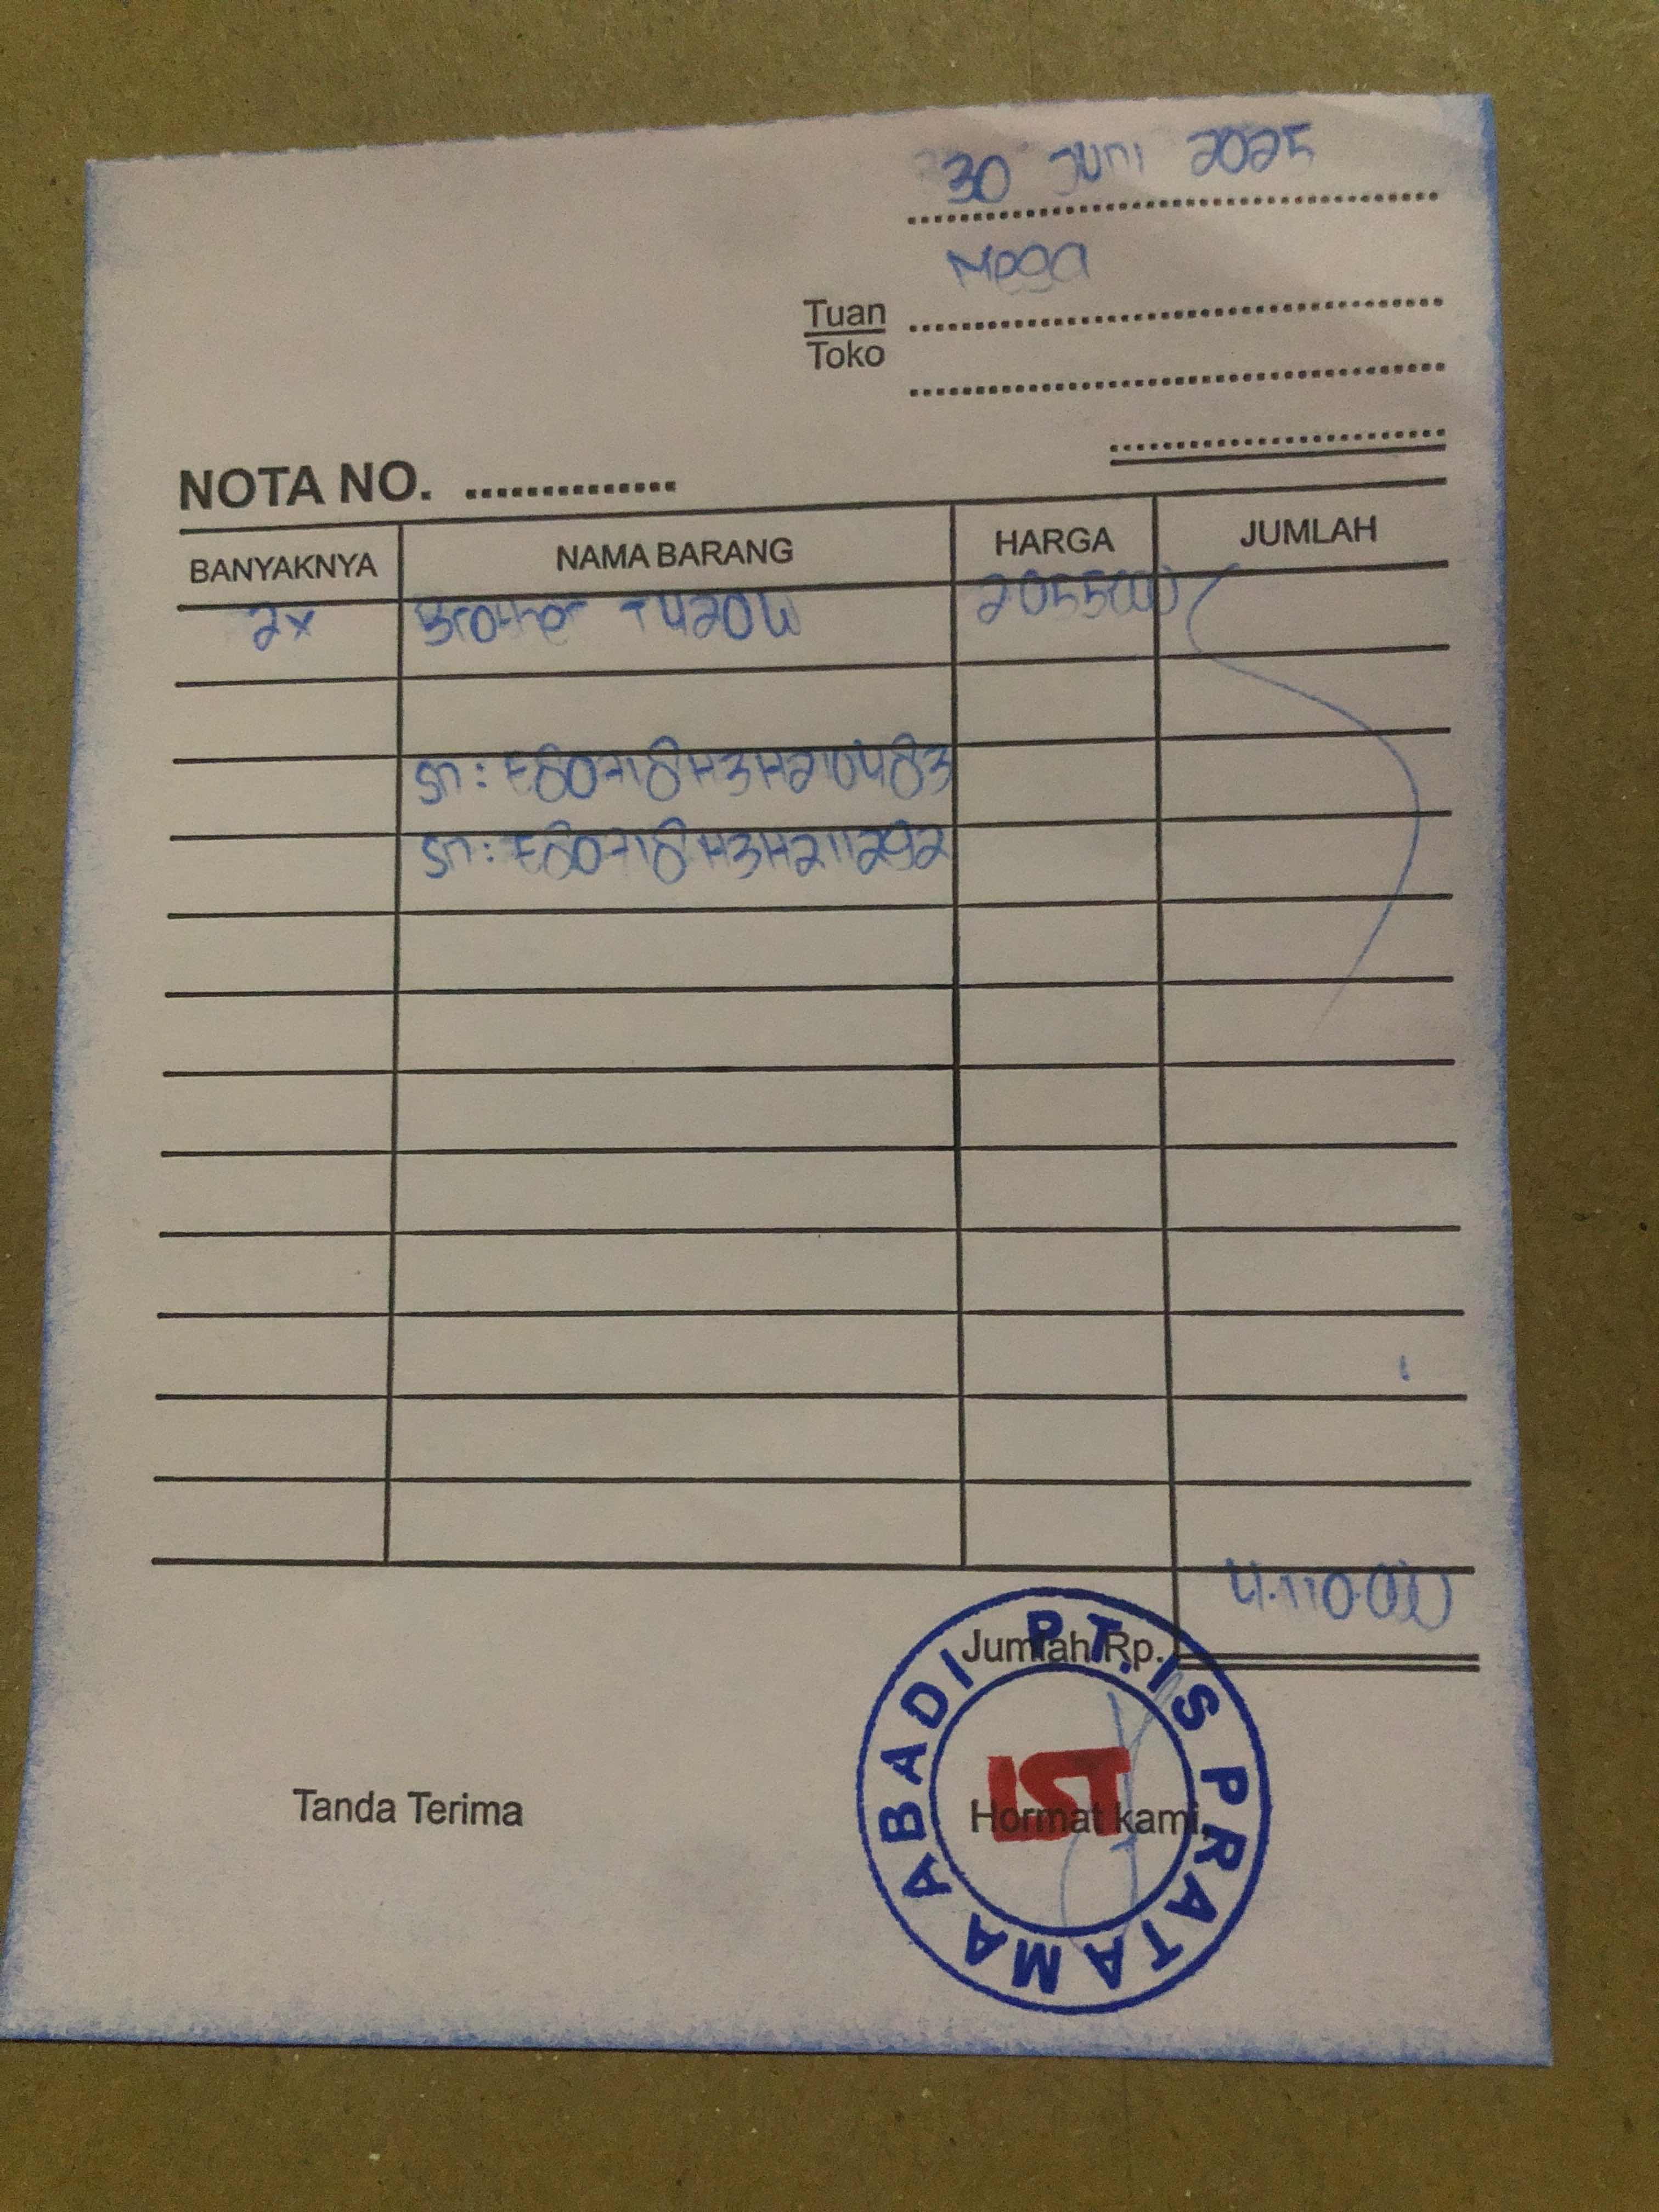 30 Juni 2025
Mega
Tuan
Toko
NOTA NO. ..............
BANYAKNYA NAMA BARANG HARGA JUMLAH
2x Brother T420W 2055000
Sn: E80718H3H210483
Sn: E80718H3H211292
4.110.000
Jumlah Rp.
Tanda Terima
Hormat kami,
PT. IS PRATAMA ABADI
IST